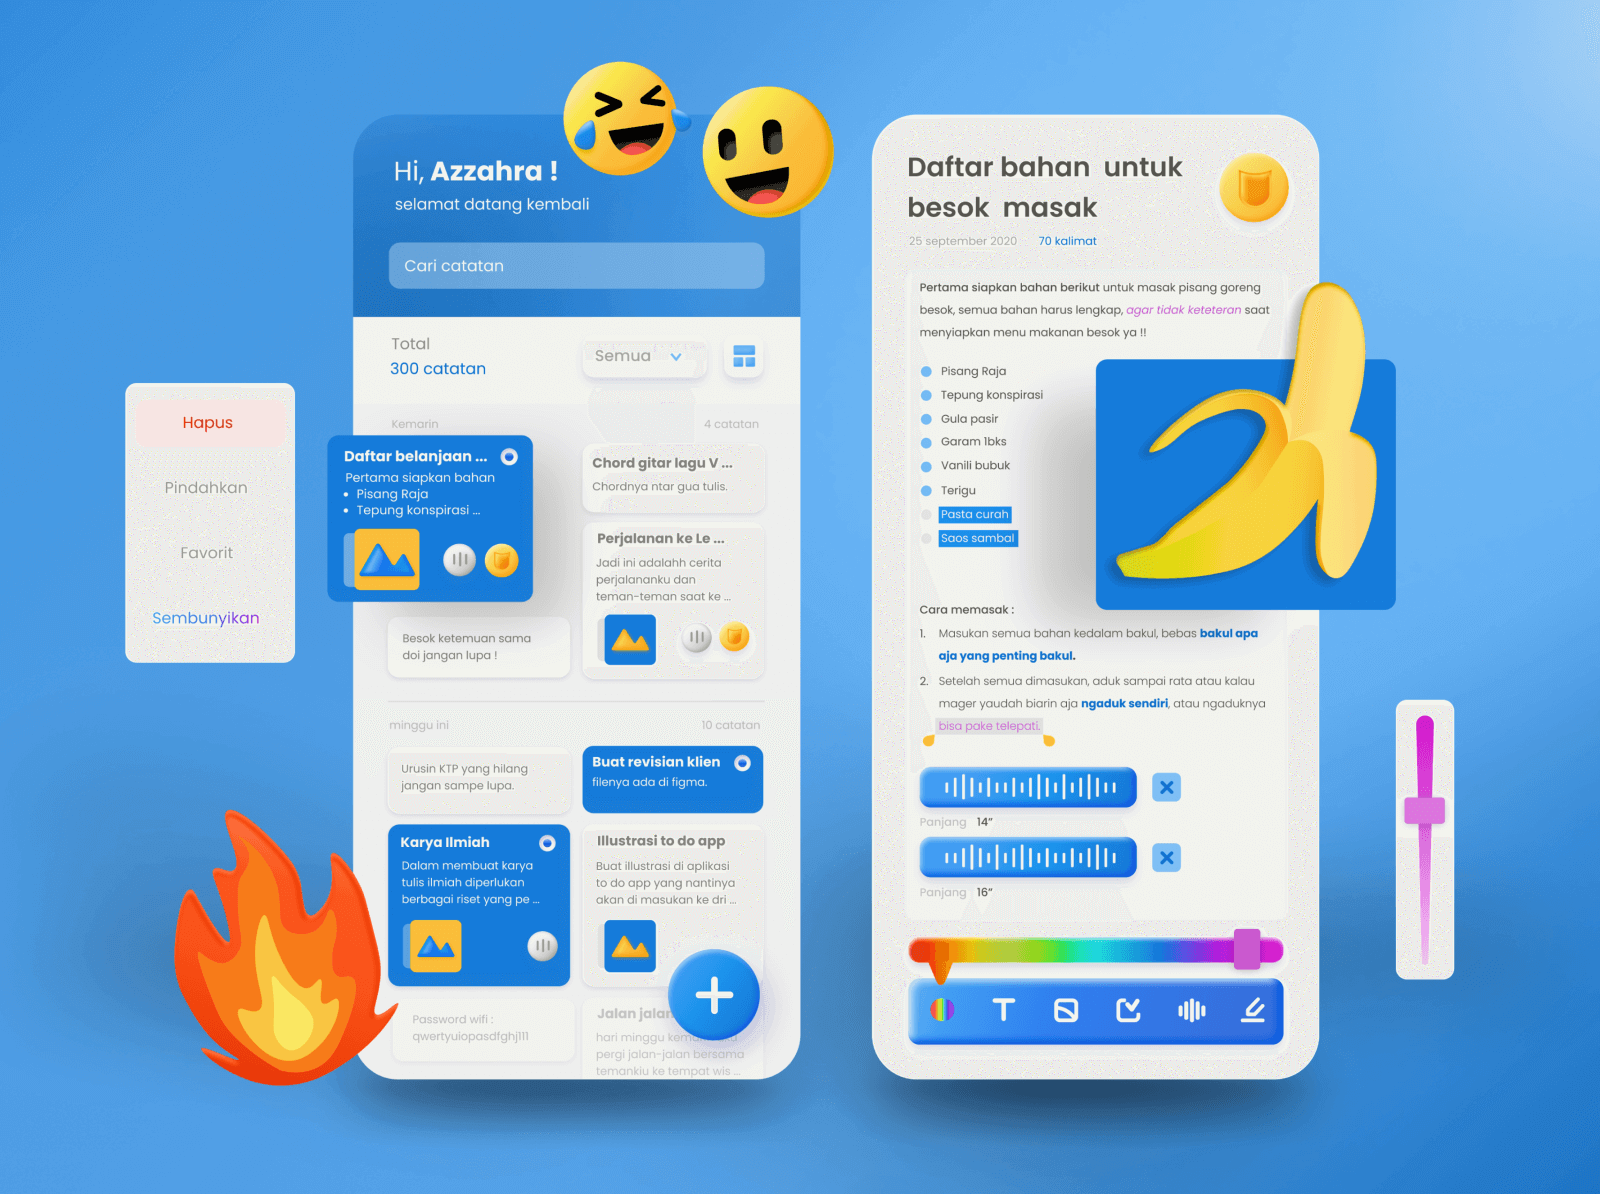 Hi, Azzahra !
selamat datang kembali
Cari catatan
Total
300 catatan
Semua
Hapus
Pindahkan
Favorit
Sembunyikan
Kemarin
4 catatan
Daftar belanjaan ...
Pertama siapkan bahan
• Pisang Raja
• Tepung konspirasi ...
Chord gitar lagu V ...
Chordnya ntar gua tulis.
Perjalanan ke Le ...
Jadi ini adalahh cerita
perjalananku dan
teman-teman saat ke ...
Besok ketemuan sama
doi jangan lupa !
minggu ini
10 catatan
Urusin KTP yang hilang
jangan sampe lupa.
Buat revisian klien
filenya ada di figma.
Karya Ilmiah
Dalam membuat karya
tulis ilmiah diperlukan
berbagai riset yang pe ...
Illustrasi to do app
Buat illustrasi di aplikasi
to do app yang nantinya
akan di masukan ke dri ...
Password wifi :
qwertyuiopasdfghj111
Jalan jalan
hari minggu
pergi jalan-jalan bersama
temankiu ke tempat wis ...
Daftar bahan untuk
besok masak
25 september 2020 70 kalimat
Pertama siapkan bahan berikut untuk masak pisang goreng
besok, semua bahan harus lengkap, agar tidak keteteran saat
menyiapkan menu makanan besok ya !!
Pisang Raja
Tepung konspirasi
Gula pasir
Garam 1bks
Vanili bubuk
Terigu
Pasta curah
Saos sambal
Cara memasak :
1. Masukan semua bahan kedalam bakul, bebas bakul apa
aja yang penting bakul.
2. Setelah semua dimasukan, aduk sampai rata atau kalau
mager yaudah biarin aja ngaduk sendiri, atau ngaduknya
bisa pake telepati.
Panjang 14"
Panjang 16"
T